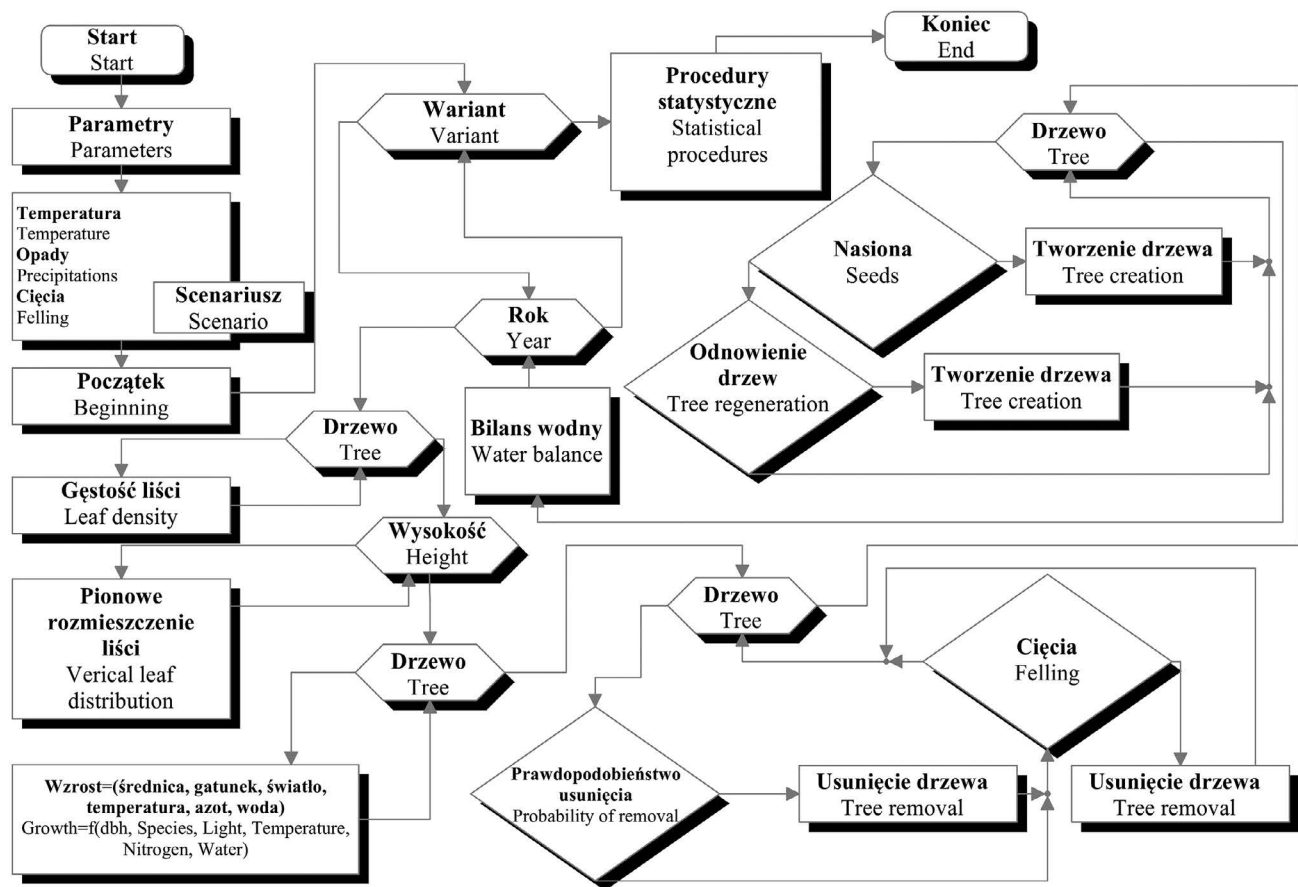 Start
Start
Parametry
Parameters
Temperatura
Temperature
Opady
Precipitations
Cięcia
Felling
Scenariusz
Scenario
Początek
Beginning
Wariant
Variant
Procedury
statystyczne
Statistical
procedures
Koniec
End
Rok
Year
Drzewo
Tree
Gęstość liści
Leaf density
Bilans wodny
Water balance
Wysokość
Height
Pionowe
rozmieszczenie
liści
Verical leaf
distribution
Drzewo
Tree
Wzrost=(średnica, gatunek, światło,
temperatura, azot, woda)
Growth=f(dbh, Species, Light, Temperature,
Nitrogen, Water)
Drzewo
Tree
Prawdopodobieństwo
usunięcia
Probability of removal
Usunięcie drzewa
Tree removal
Cięcia
Felling
Usunięcie drzewa
Tree removal
Drzewo
Tree
Nasiona
Seeds
Tworzenie drzewa
Tree creation
Odnowienie
drzew
Tree regeneration
Tworzenie drzewa
Tree creation